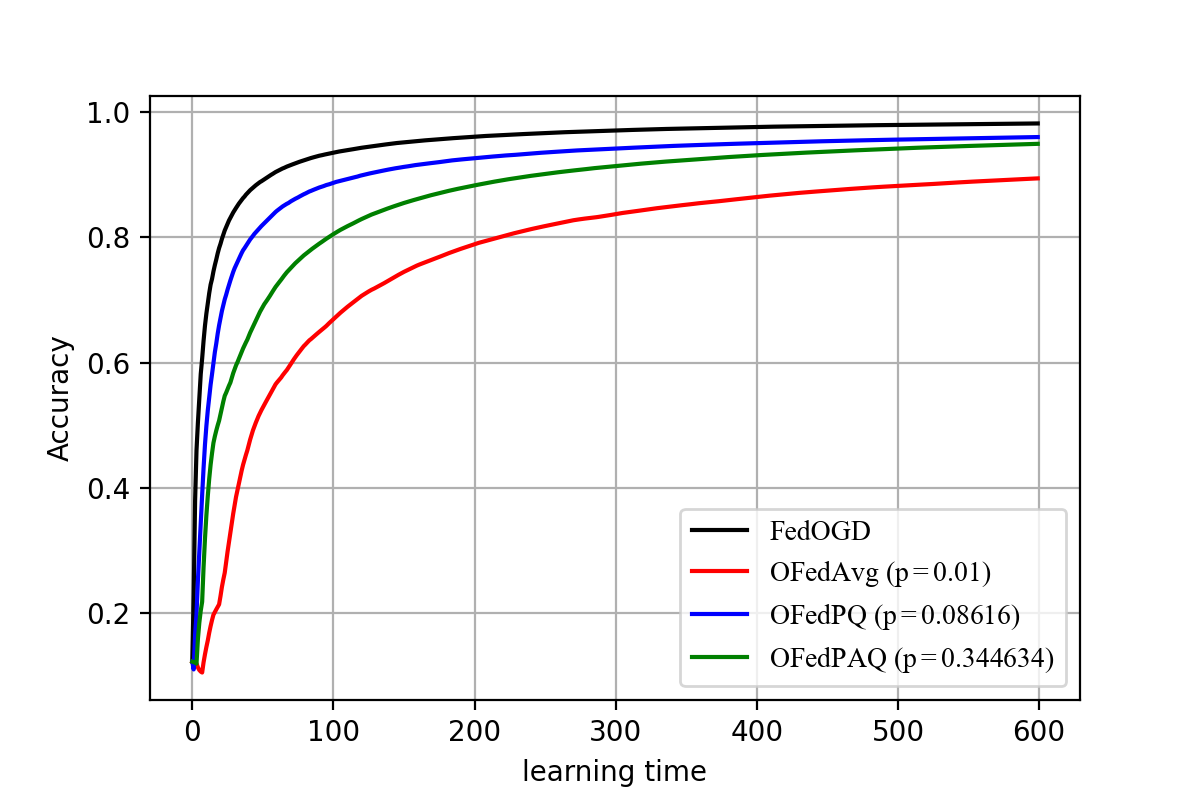 1.0
0.8
0.6
0.4
0.2
Accuracy
FedOGD
OFedAvg (p=0.01)
OFedPQ (p=0.08616)
OFedPAQ (p=0.344634)
0 100 200 300 400 500 600
learning time